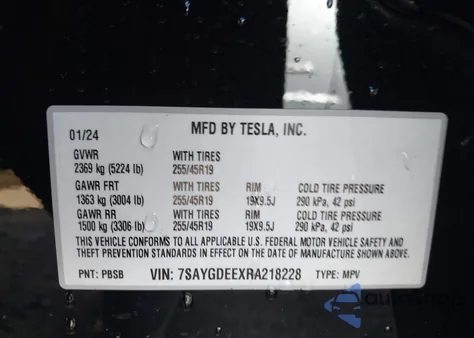 01/24 MFD BY TESLA, INC.
GVWR WITH TIRES
2369 kg (5224 lb) 255/45R19
GAWR FRT WITH TIRES RIM COLD TIRE PRESSURE
1363 kg (3004 lb) 255/45R19 19X9.5J 290 kPa, 42 psi
GAWR RR WITH TIRES RIM COLD TIRE PRESSURE
1500 kg (3306 lb) 255/45R19 19X9.5J 290 kPa, 42 psi
THIS VEHICLE CONFORMS TO ALL APPLICABLE U.S. FEDERAL MOTOR VEHICLE SAFETY AND
THEFT PREVENTION STANDARDS IN EFFECT ON THE DATE OF MANUFACTURE SHOWN ABOVE.
PNT: PBSB VIN: 7SAYGDEEXRA218228 TYPE: MPV